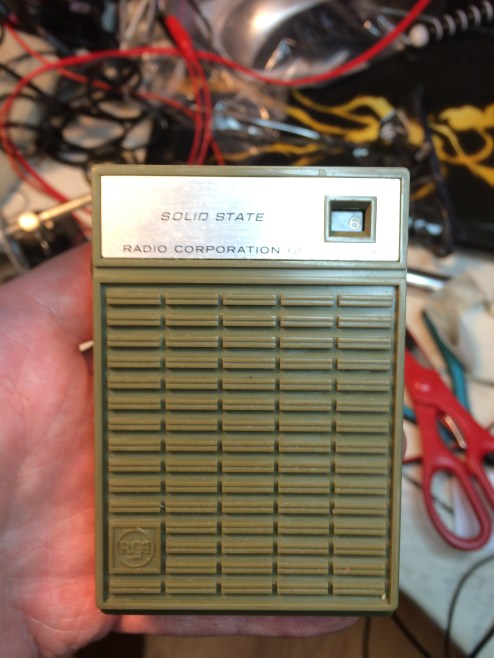 SOLID STATE
6
RADIO CORPORATION
RCA